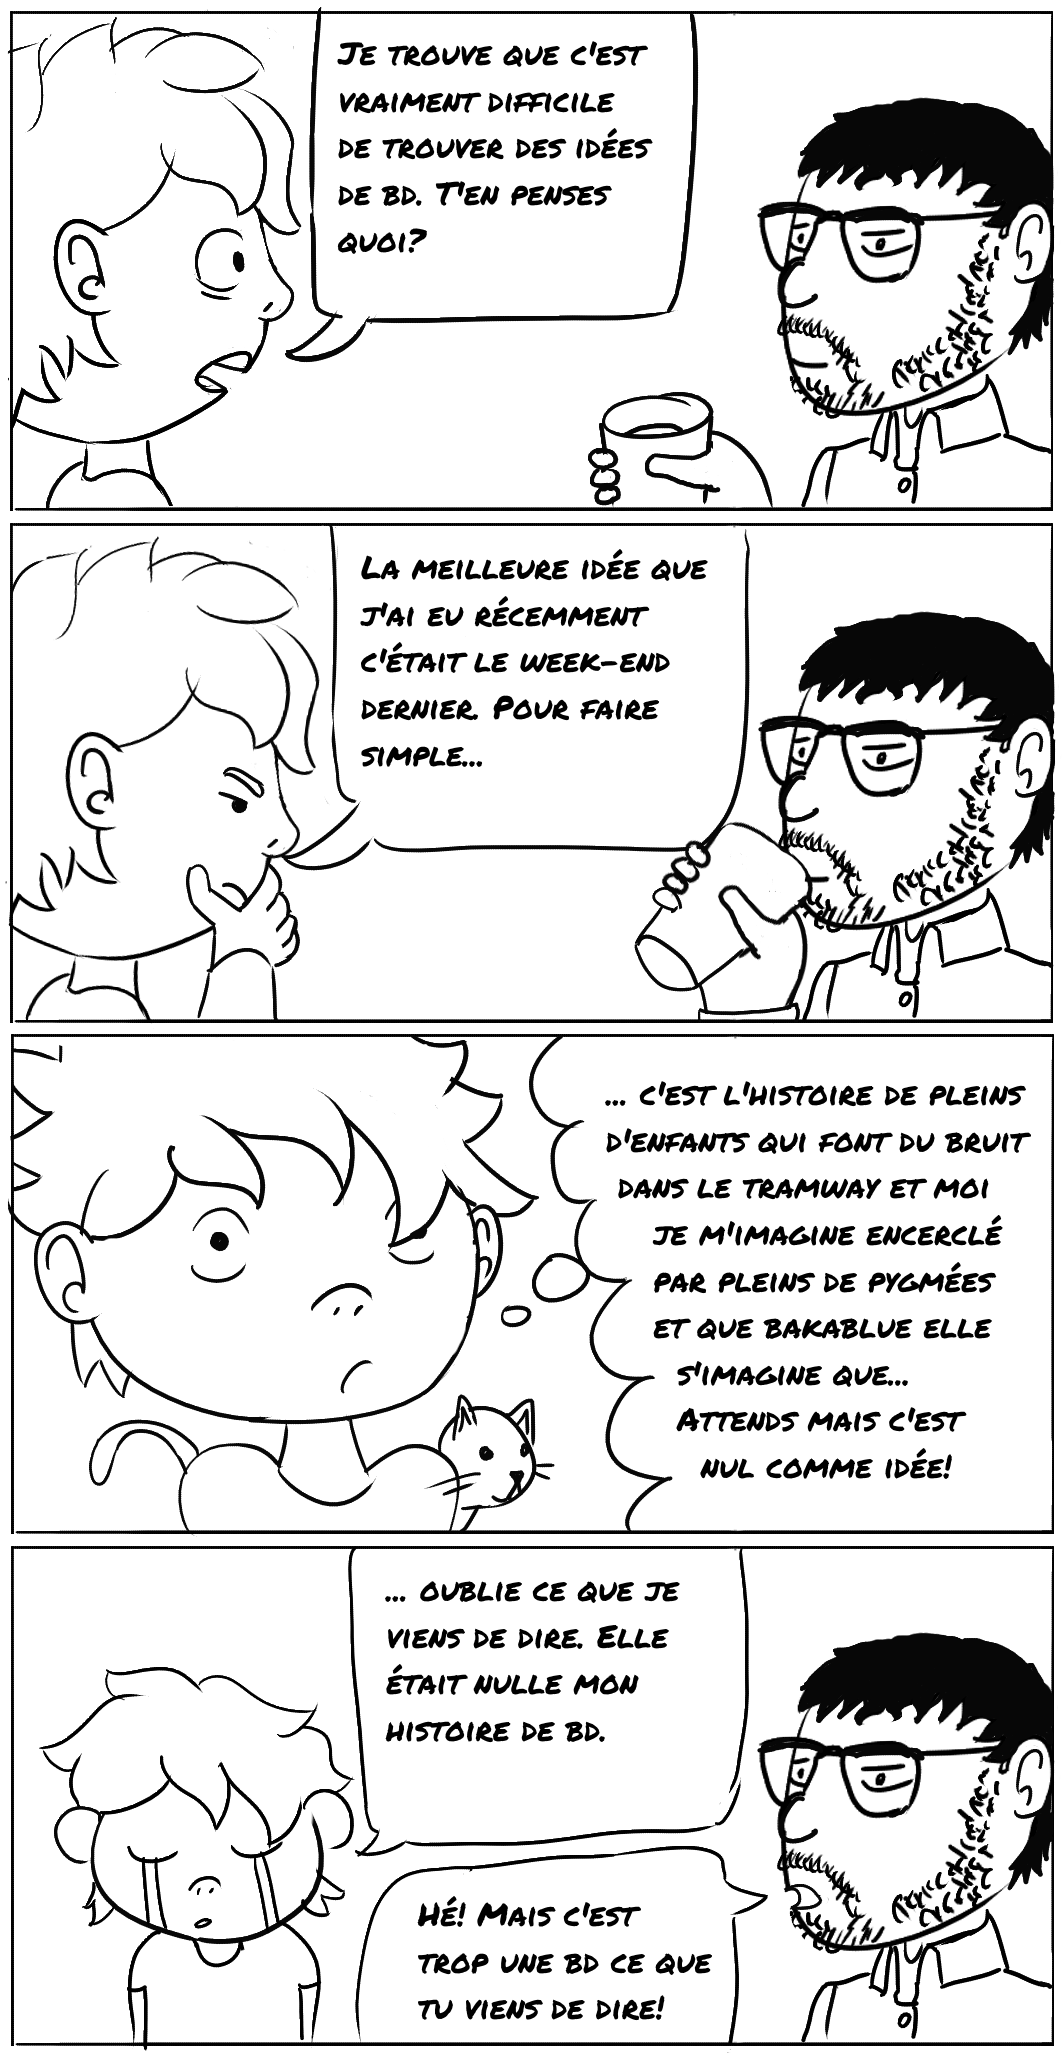 Je trouve que c'est
vraiment difficile
de trouver des idées
de bd. T'en penses
quoi?
La meilleure idée que
j'ai eu récemment
c'était le week-end
dernier. Pour faire
simple...
... c'est l'histoire de pleins
d'enfants qui font du bruit
dans le tramway et moi
je m'imagine encerclé
par pleins de pygmées
et que bakablue elle
s'imagine que...
Attends mais c'est
nul comme idée!
... oublie ce que je
viens de dire. Elle
était nulle mon
histoire de bd.
Hé! Mais c'est
trop une bd ce que
tu viens de dire!